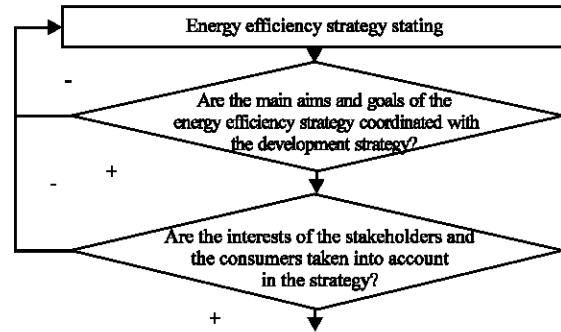 Energy efficiency strategy stating
-
Are the main aims and goals of the
energy efficiency strategy coordinated with
the development strategy?
- +
Are the interests of the stakeholders and
the consumers taken into account
in the strategy?
+